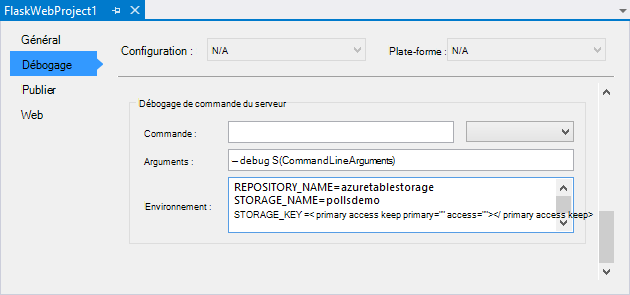 FlaskWebProject1
Général
Débogage
Publier
Web
Configuration : N/A Plate-forme : N/A
Débogage de commande du serveur
Commande :
Arguments : -- debug S(CommandLineArguments)
Environnement : REPOSITORY_NAME=azuretablestorage
STORAGE_NAME=pollsdemo
STORAGE_KEY =< primary access keep primary="" access=""></ primary access keep>